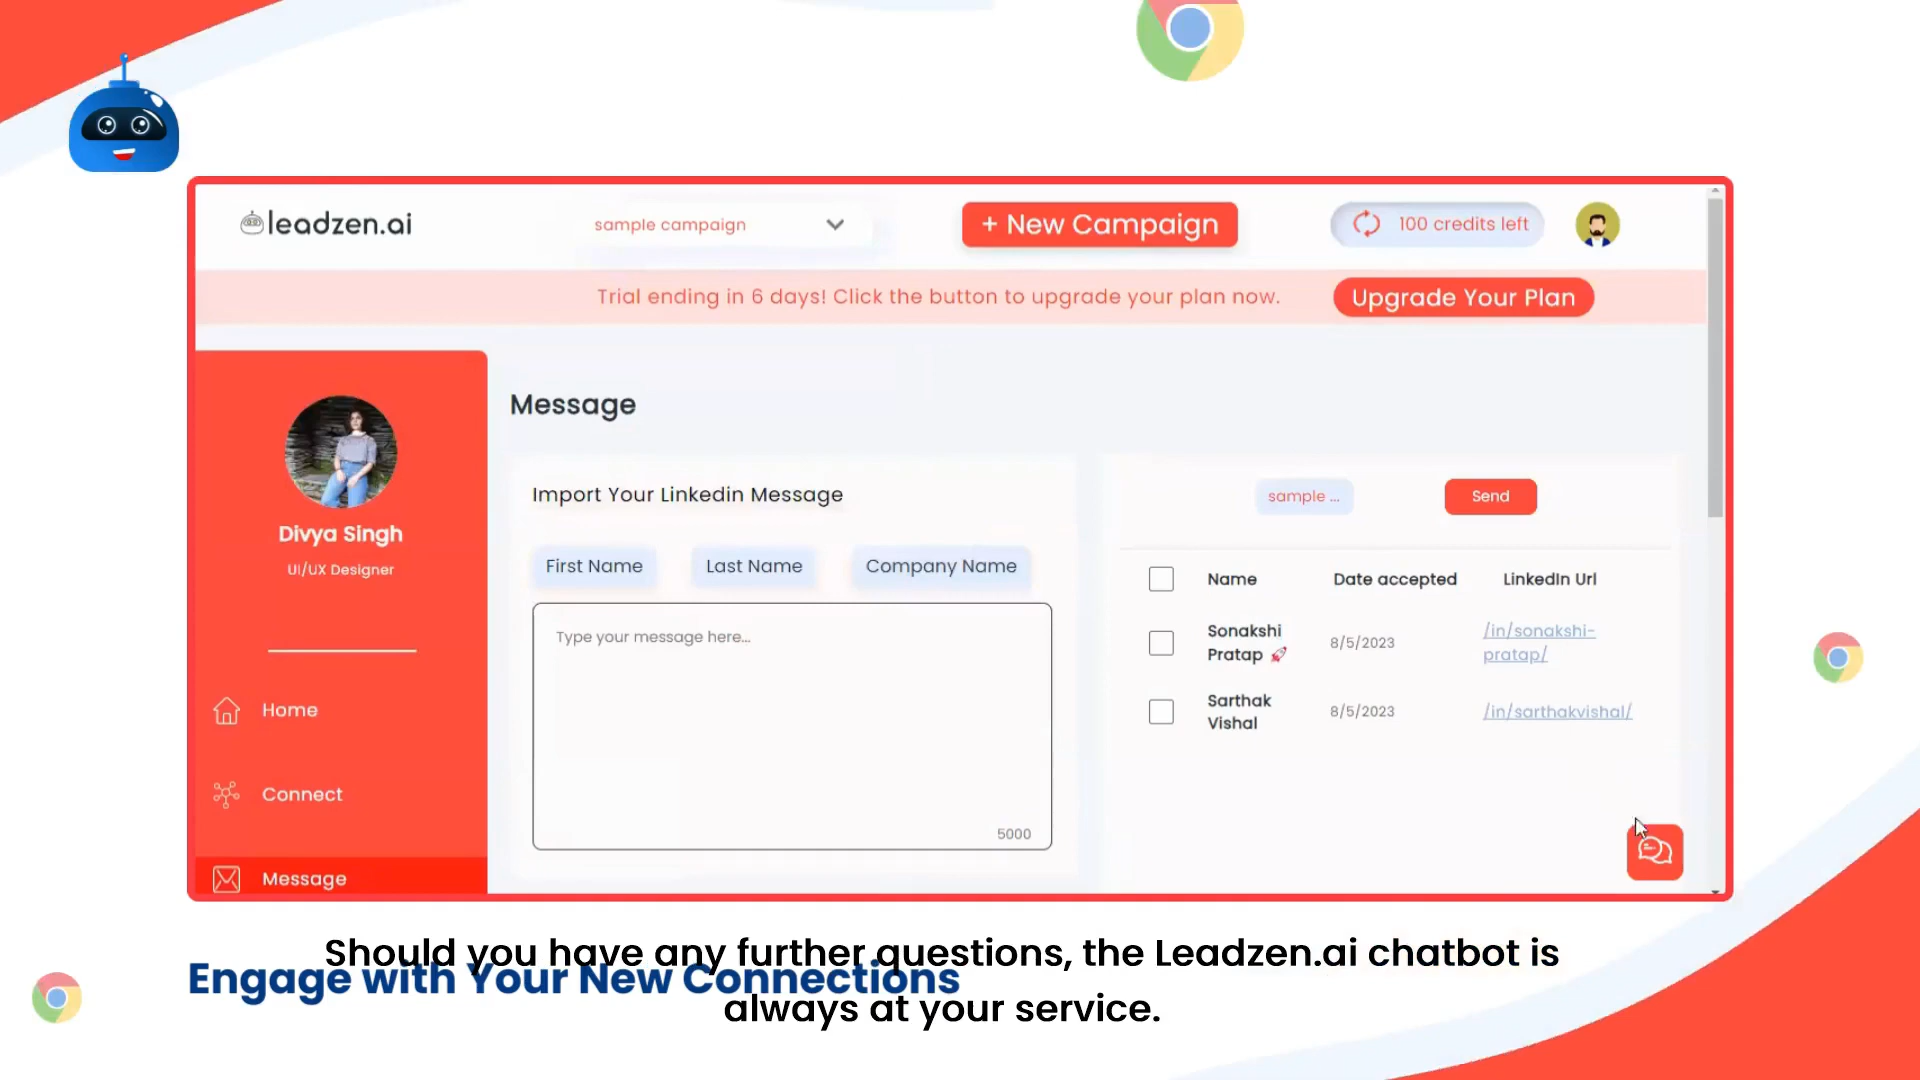 leadzen.ai
sample campaign
+ New Campaign
100 credits left
Trial ending in 6 days! Click the button to upgrade your plan now.
Upgrade Your Plan
Divya Singh
UI/UX Designer
Home
Connect
Message
Message
Import Your Linkedin Message
First Name Last Name Company Name
Type your message here...
5000
sample ...
Send
Name Date accepted LinkedIn Url
Sonakshi
Pratap 🚀
8/5/2023
/in/sonakshi-
pratap/
Sarthak
Vishal
8/5/2023
/in/sarthakvishal/
Engage with Your New Connections
Should you have any further questions, the Leadzen.ai chatbot is
always at your service.